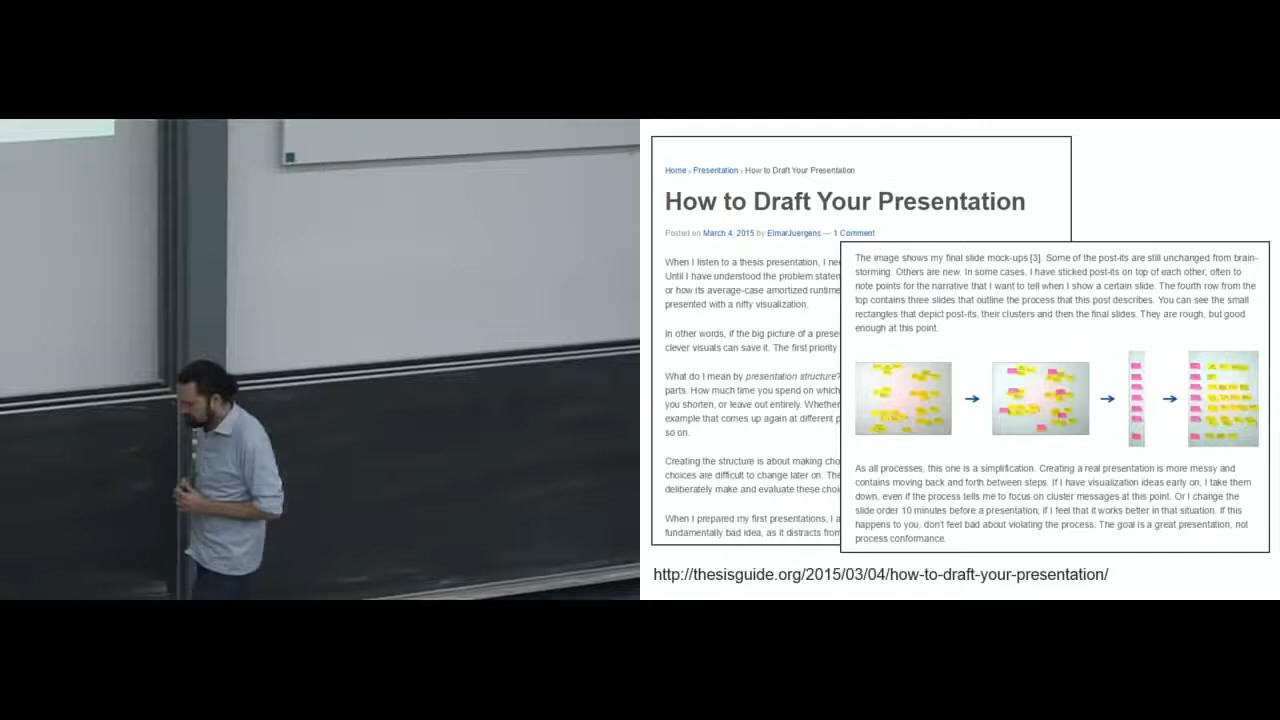 Home › Presentation › How to Draft Your Presentation
How to Draft Your Presentation
Posted on March 4, 2015 by ElmarJuergens — 1 Comment
When I listen to a thesis presentation, I nee
Until I have understood the problem staten
or how its average-case amortized runtime
presented with a nifty visualization.
In other words, if the big picture of a prese
clever visuals can save it. The first priority
What do I mean by presentation structure?
parts. How much time you spend on which
you shorten, or leave out entirely. Whether
example that comes up again at different p
so on.
Creating the structure is about making cho
choices are difficult to change later on. The
deliberately make and evaluate these choi
When I prepared my first presentations, I a
fundamentally bad idea, as it distracts from
The image shows my final slide mock-ups [3]. Some of the post-its are still unchanged from brain-
storming. Others are new. In some cases, I have sticked post-its on top of each other, often to
note points for the narrative that I want to tell when I show a certain slide. The fourth row from the
top contains three slides that outline the process that this post describes. You can see the small
rectangles that depict post-its, their clusters and then the final slides. They are rough, but good
enough at this point.
As all processes, this one is a simplification. Creating a real presentation is more messy and
contains moving back and forth between steps. If I have visualization ideas early on, I take them
down, even if the process tells me to focus on cluster messages at this point. Or I change the
slide order 10 minutes before a presentation, if I feel that it works better in that situation. If this
happens to you, don't feel bad about violating the process. The goal is a great presentation, not
process conformance.
http://thesisguide.org/2015/03/04/how-to-draft-your-presentation/